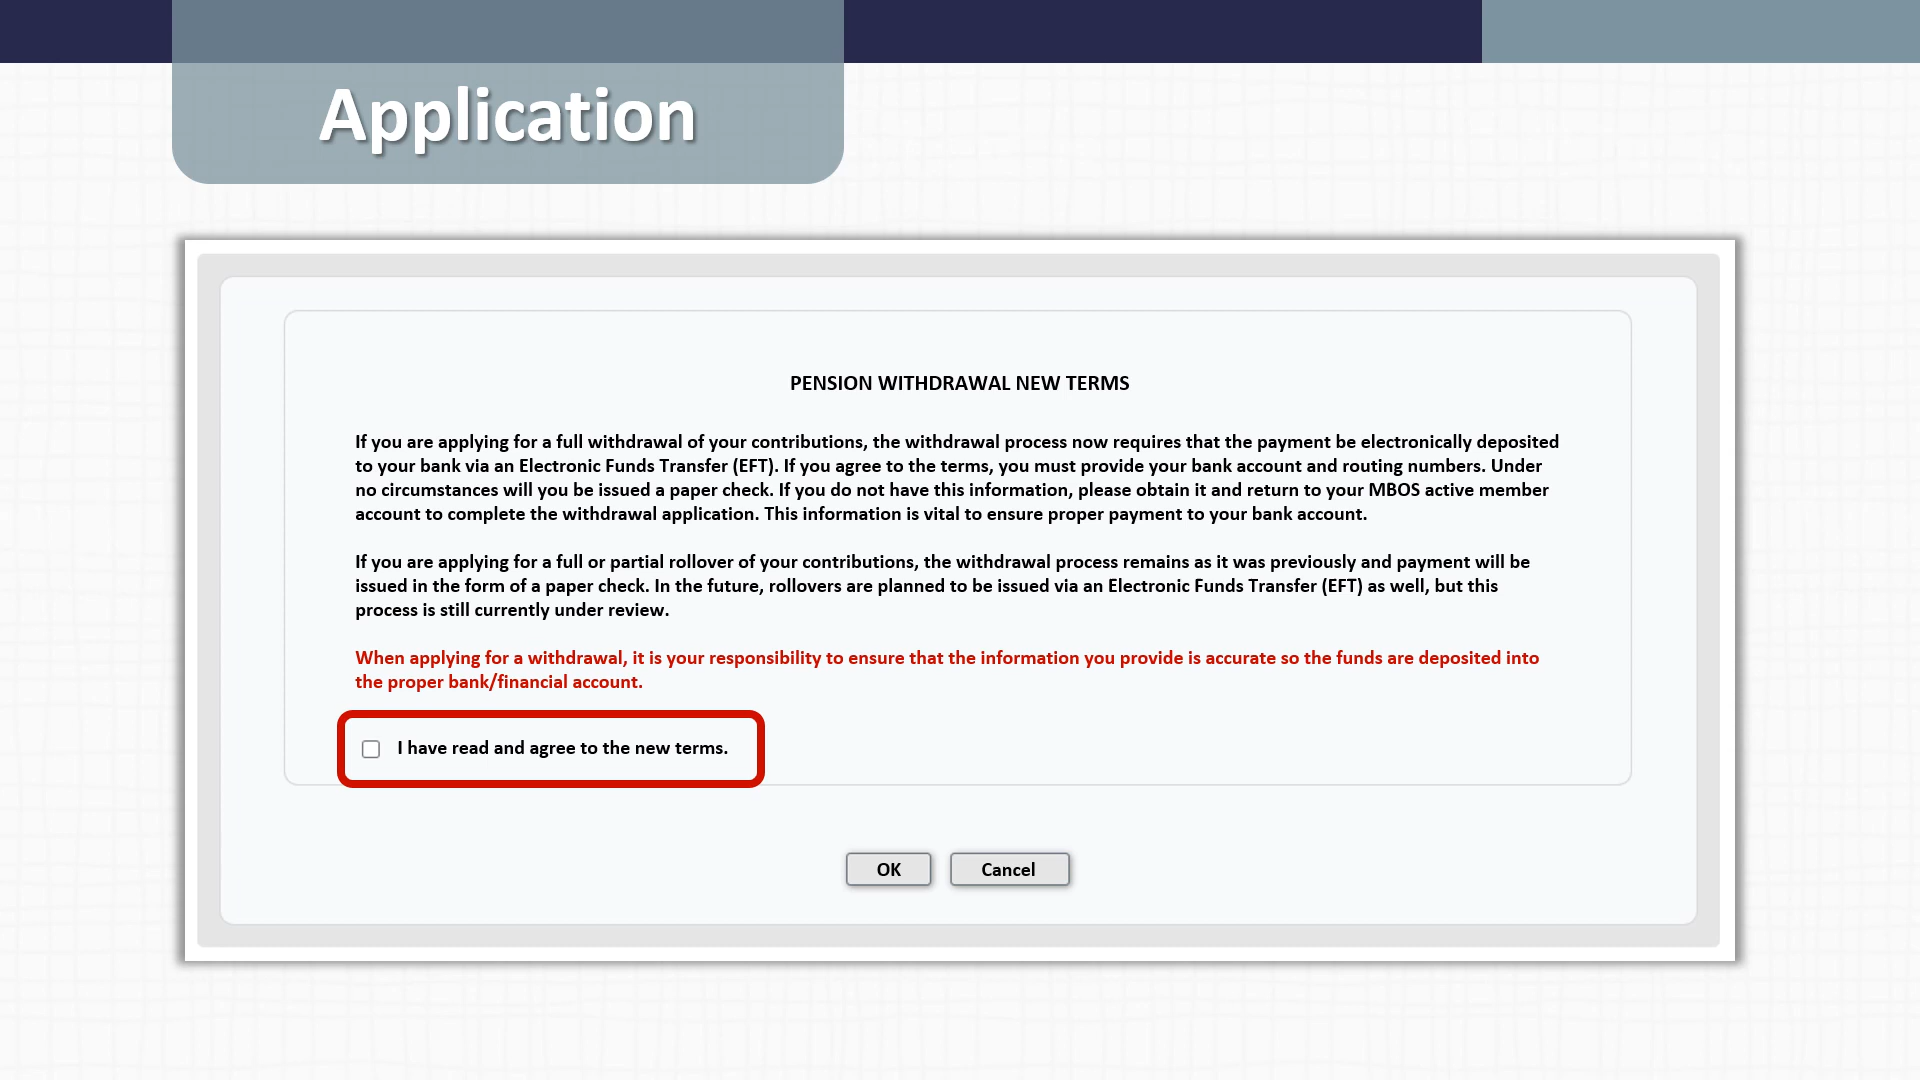 Application
PENSION WITHDRAWAL NEW TERMS
If you are applying for a full withdrawal of your contributions, the withdrawal process now requires that the payment be electronically deposited
to your bank via an Electronic Funds Transfer (EFT). If you agree to the terms, you must provide your bank account and routing numbers. Under
no circumstances will you be issued a paper check. If you do not have this information, please obtain it and return to your MBOS active member
account to complete the withdrawal application. This information is vital to ensure proper payment to your bank account.
If you are applying for a full or partial rollover of your contributions, the withdrawal process remains as it was previously and payment will be
issued in the form of a paper check. In the future, rollovers are planned to be issued via an Electronic Funds Transfer (EFT) as well, but this
process is still currently under review.
When applying for a withdrawal, it is your responsibility to ensure that the information you provide is accurate so the funds are deposited into
the proper bank/financial account.
I have read and agree to the new terms.
OK Cancel